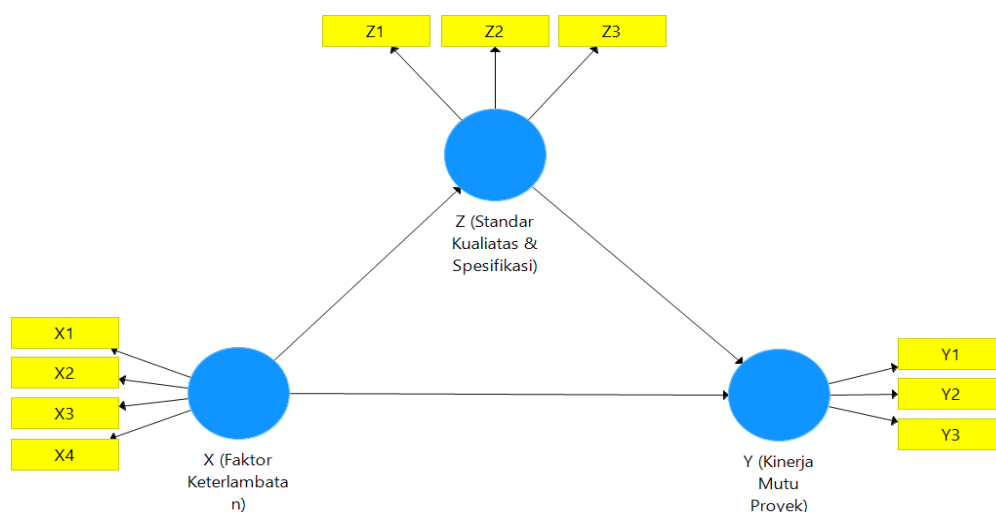 Z1
Z2
Z3
Z (Standar
Kualiatas &
Spesifikasi)
X1
X2
X3
X4
X (Faktor
Keterlambata
n)
Y1
Y2
Y3
Y (Kinerja
Mutu
Proyek)